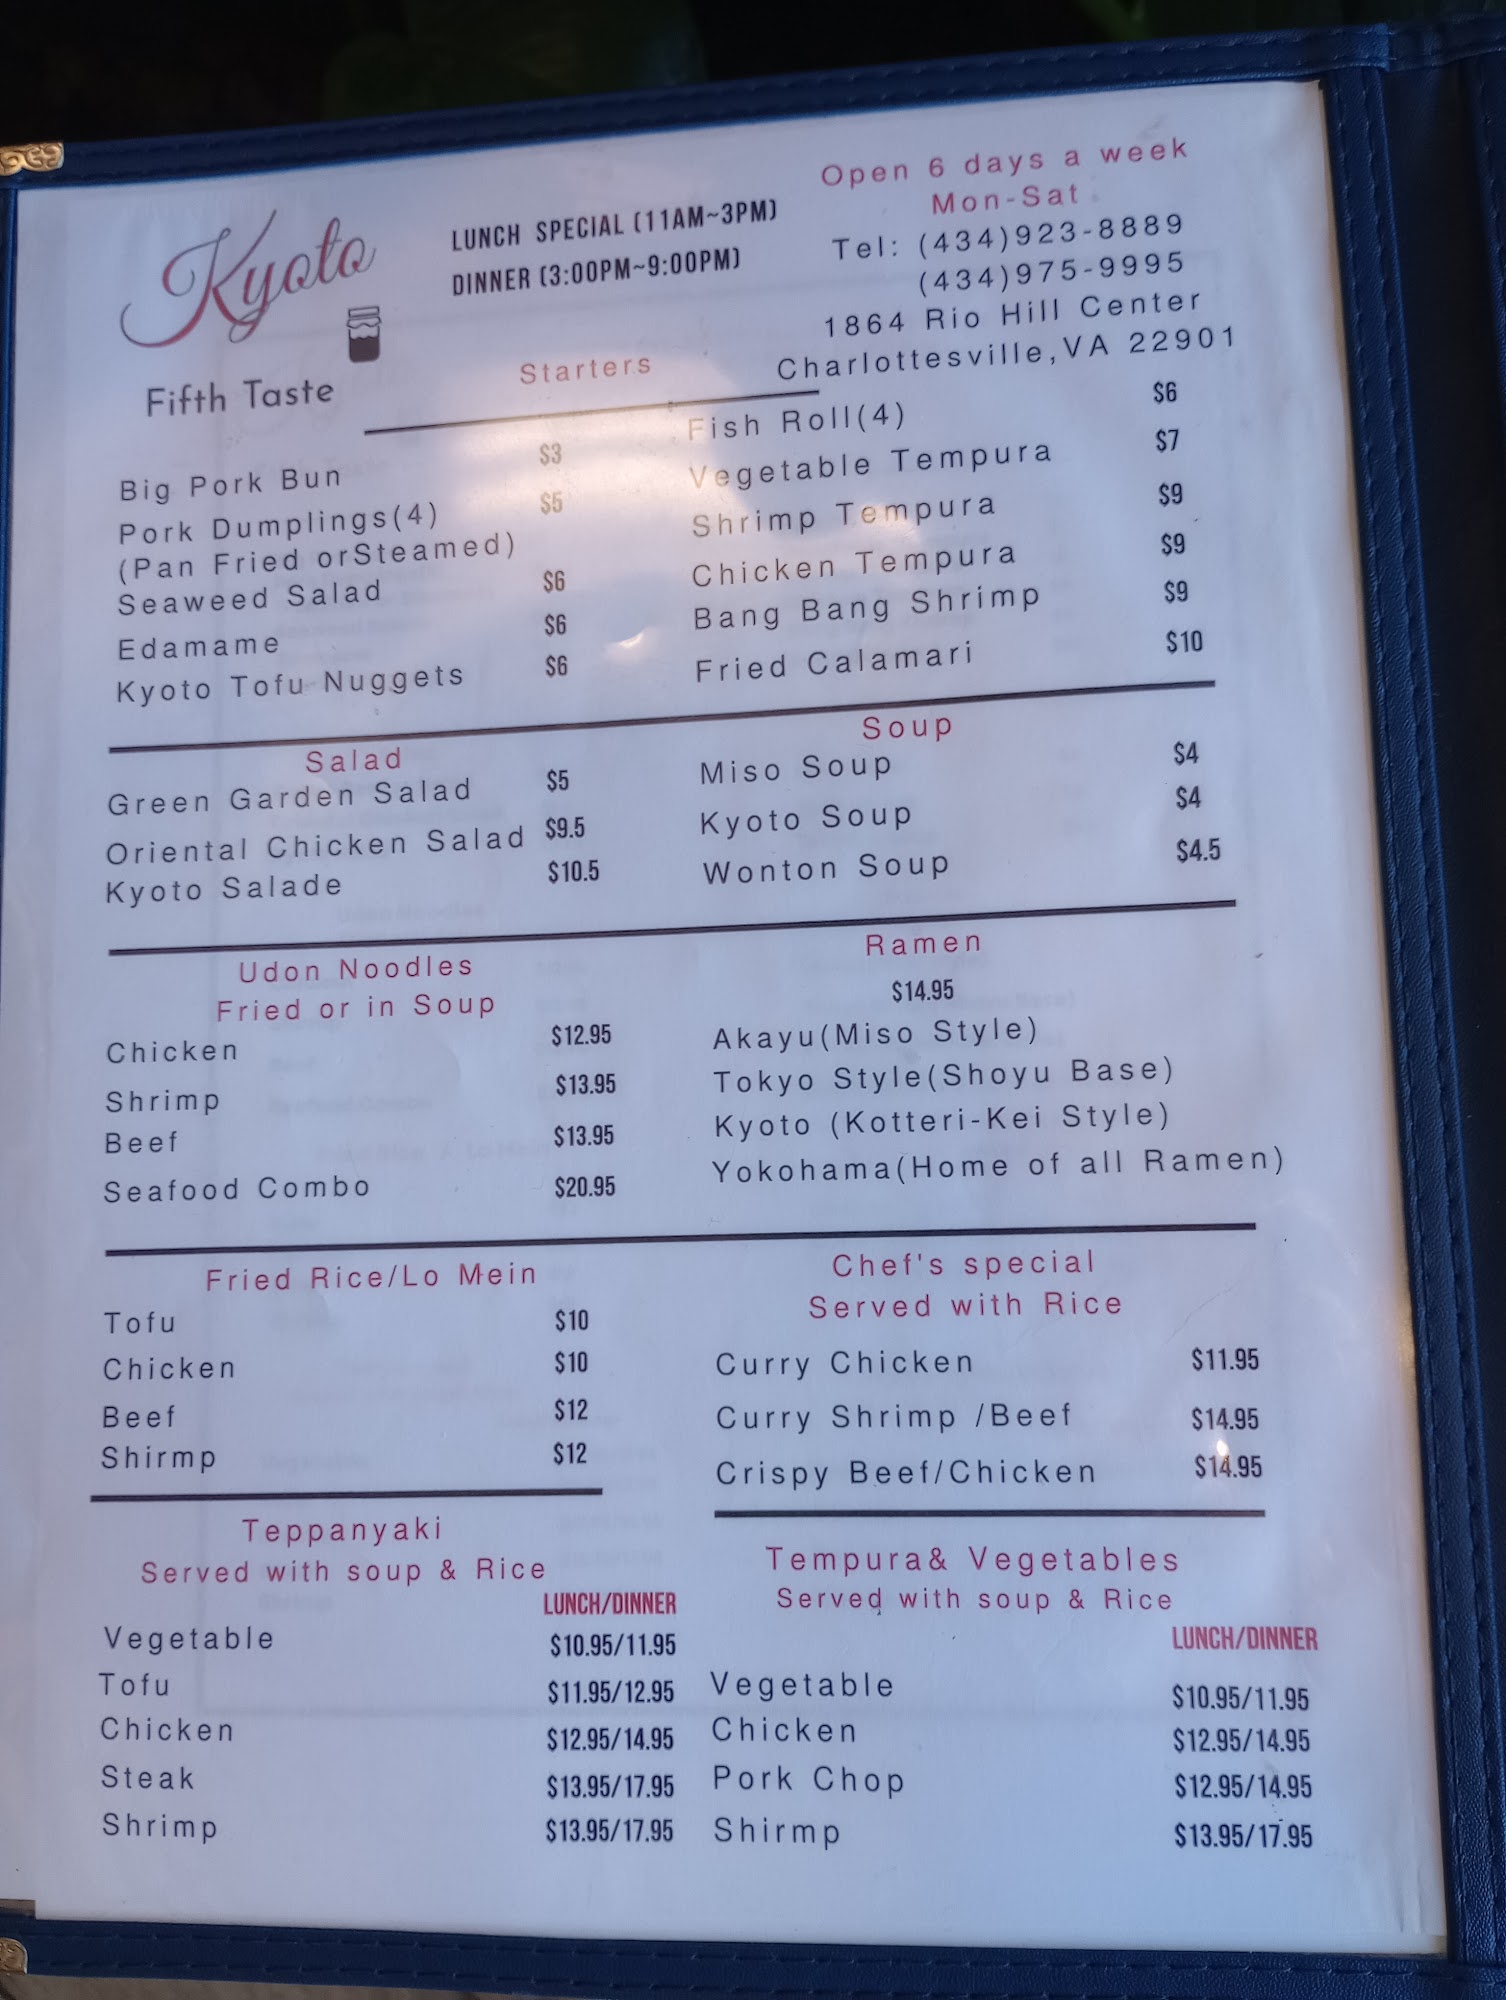 Kyoto
Fifth Taste
LUNCH SPECIAL (11AM~3PM)
DINNER (3:00PM~9:00PM)
Open 6 days a week
Mon-Sat
Tel: (434)923-8889
(434)975-9995
1864 Rio Hill Center
Charlottesville,VA 22901
Starters
Big Pork Bun $3
Pork Dumplings(4) $5
(Pan Fried orSteamed)
Seaweed Salad $6
Edamame $6
Kyoto Tofu Nuggets $6
Fish Roll(4) $6
Vegetable Tempura $7
Shrimp Tempura $9
Chicken Tempura $9
Bang Bang Shrimp $9
Fried Calamari $10
Salad
Green Garden Salad $5
Oriental Chicken Salad $9.5
Kyoto Salade $10.5
Soup
Miso Soup $4
Kyoto Soup $4
Wonton Soup $4.5
Udon Noodles
Fried or in Soup
Chicken $12.95
Shrimp $13.95
Beef $13.95
Seafood Combo $20.95
Ramen
$14.95
Akayu(Miso Style)
Tokyo Style(Shoyu Base)
Kyoto (Kotteri-Kei Style)
Yokohama(Home of all Ramen)
Fried Rice/Lo Mein
Tofu $10
Chicken $10
Beef $12
Shirmp $12
Chef's special
Served with Rice
Curry Chicken $11.95
Curry Shrimp /Beef $14.95
Crispy Beef/Chicken $14.95
Teppanyaki
Served with soup & Rice
LUNCH/DINNER
Vegetable $10.95/11.95
Tofu $11.95/12.95
Chicken $12.95/14.95
Steak $13.95/17.95
Shrimp $13.95/17.95
Tempura& Vegetables
Served with soup & Rice
LUNCH/DINNER
Vegetable $10.95/11.95
Chicken $12.95/14.95
Pork Chop $12.95/14.95
Shirmp $13.95/17.95